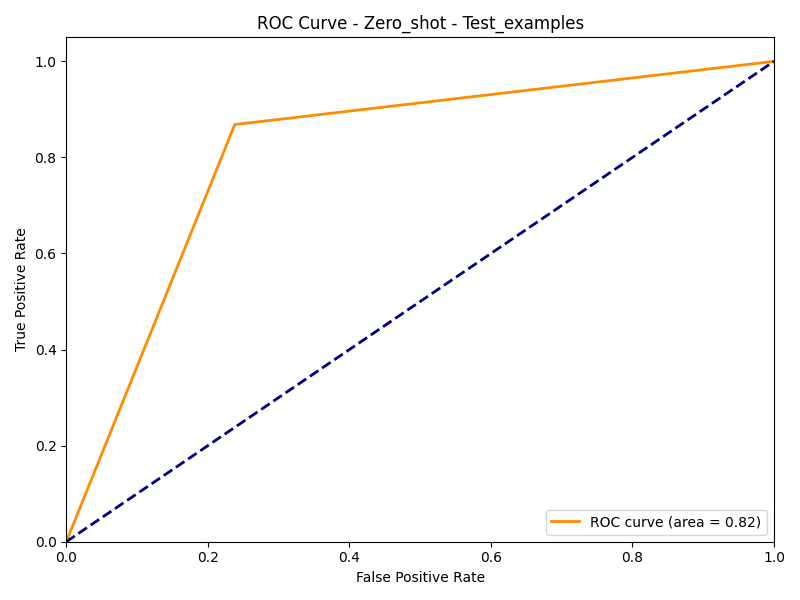 ROC Curve - Zero_shot - Test_examples
True Positive Rate
1.0
0.8
0.6
0.4
0.2
0.0
0.0 0.2 0.4 0.6 0.8 1.0
False Positive Rate
ROC curve (area = 0.82)